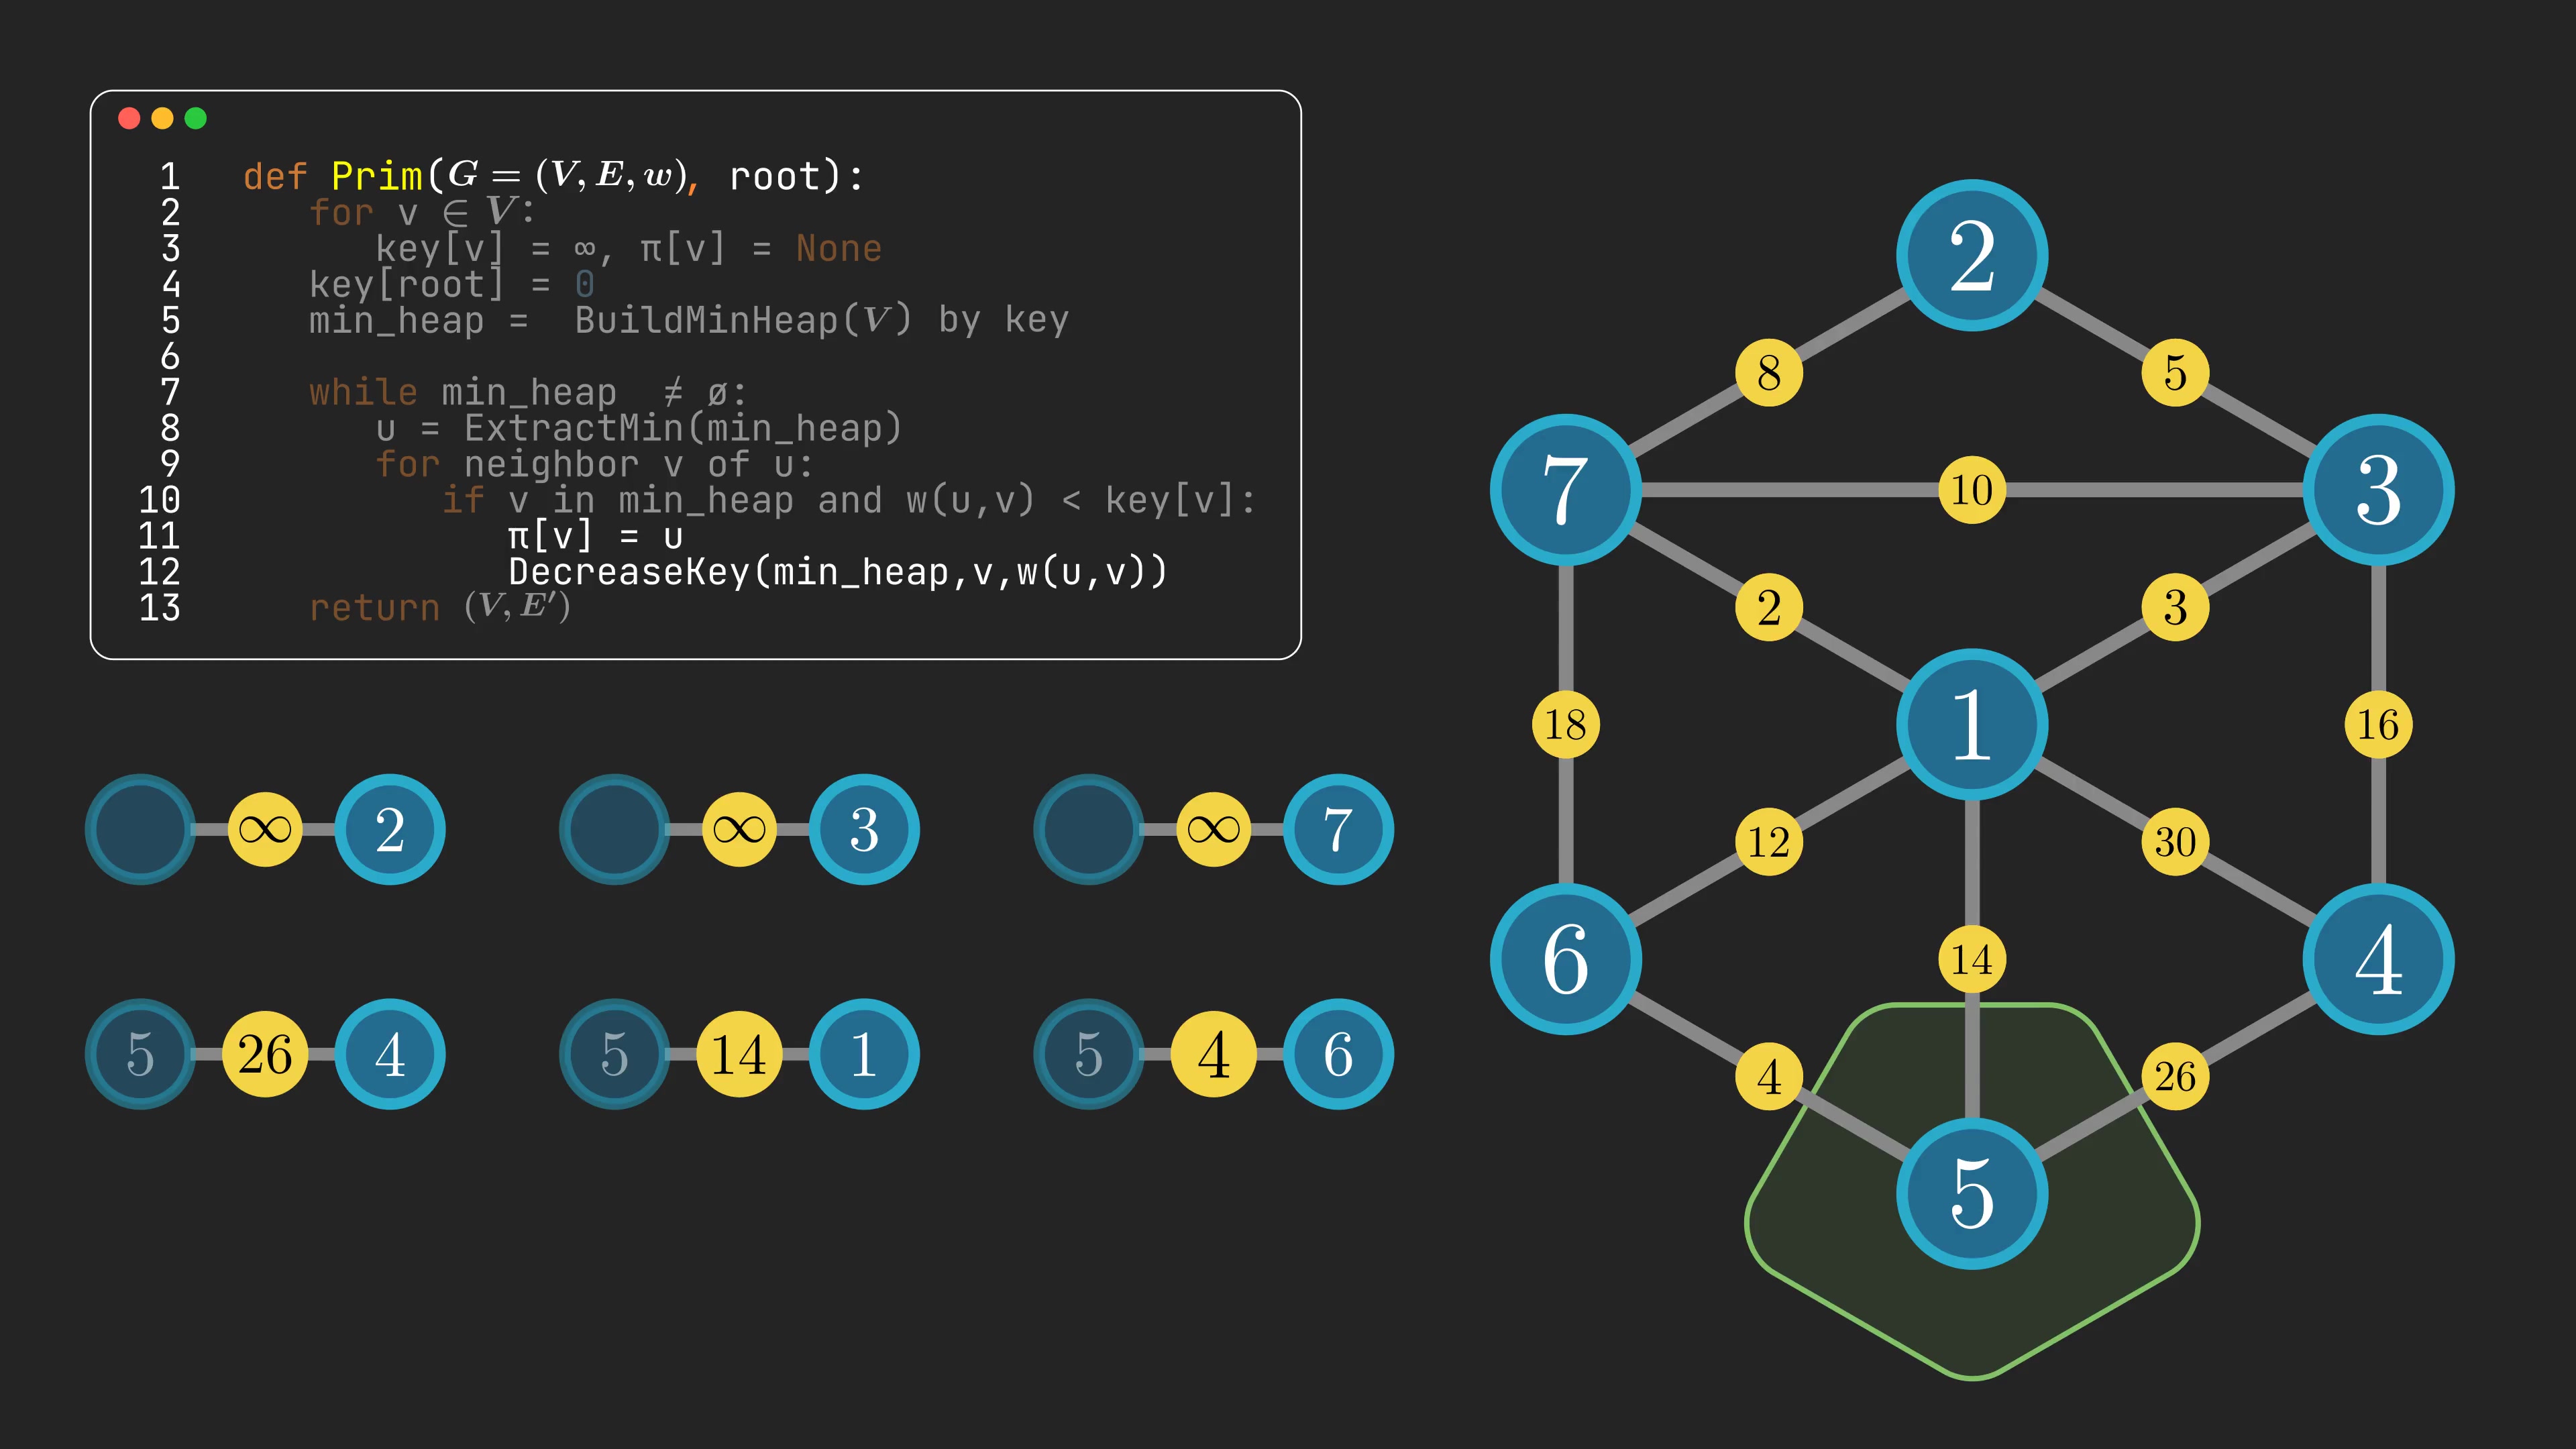 1 def Prim(G = (V, E, w), root):
2 for v ∈ V:
3 key[v] = ∞, π[v] = None
4 key[root] = 0
5 min_heap = BuildMinHeap(V) by key
6
7 while min_heap ≠ ø:
8 u = ExtractMin(min_heap)
9 for neighbor v of u:
10 if v in min_heap and w(u,v) < key[v]:
11 π[v] = u
12 DecreaseKey(min_heap,v,w(u,v))
13 return (V, E′)
∞ 2
∞ 3
∞ 7
5 26 4
5 14 1
5 4 6
2
8 5
7 10 3
2 3
18 1 16
12 30
6 14 4
4 26
5